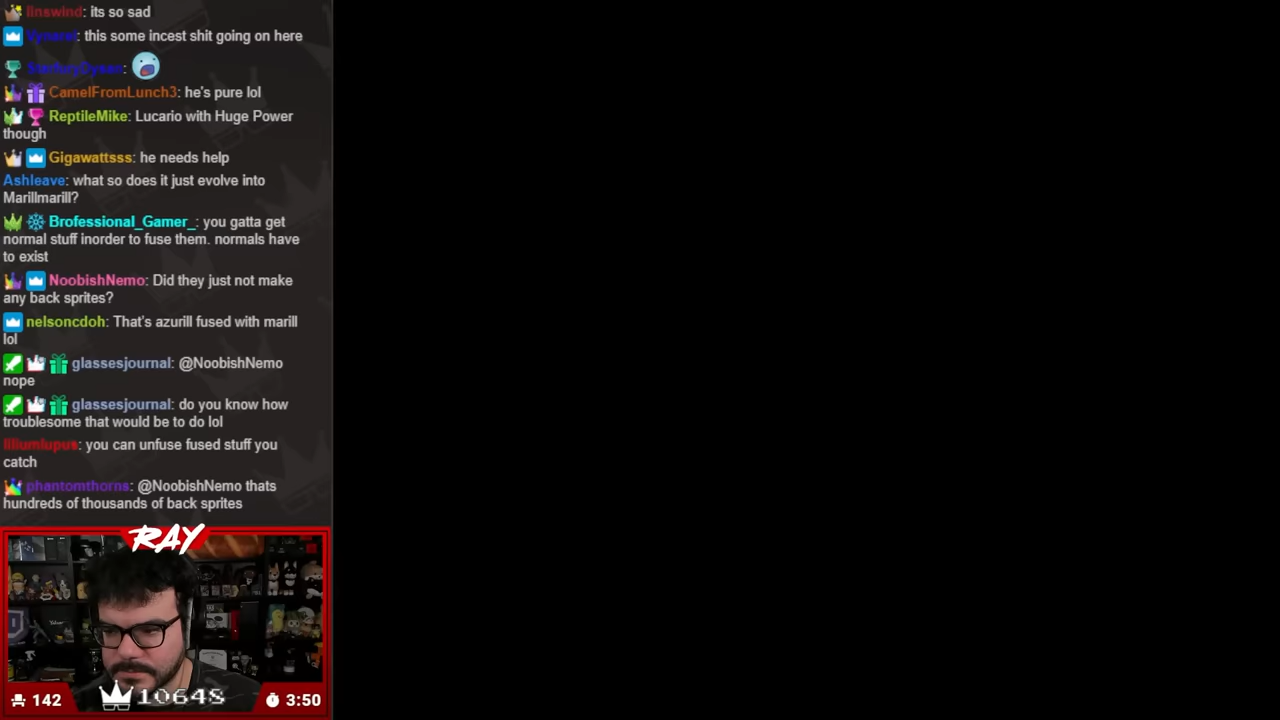 linswind: its so sad
Vynarei: this some incest shit going on here
CamelFromLunch3: he's pure lol
ReptileMike: Lucario with Huge Power
though
Gigawattsss: he needs help
Ashleave: what so does it just evolve into
Marillmarill?
Brofessional_Gamer_: you gatta get
normal stuff inorder to fuse them. normals have
to exist
NoobishNemo: Did they just not make
any back sprites?
nelsoncdoh: That's azurill fused with marill
lol
glassesjournal: @NoobishNemo
nope
glassesjournal: do you know how
troublesome that would be to do lol
you can unfuse fused stuff you
catch
phantomthorns: @NoobishNemo thats
hundreds of thousands of back sprites
RAY
142
10648
3:50